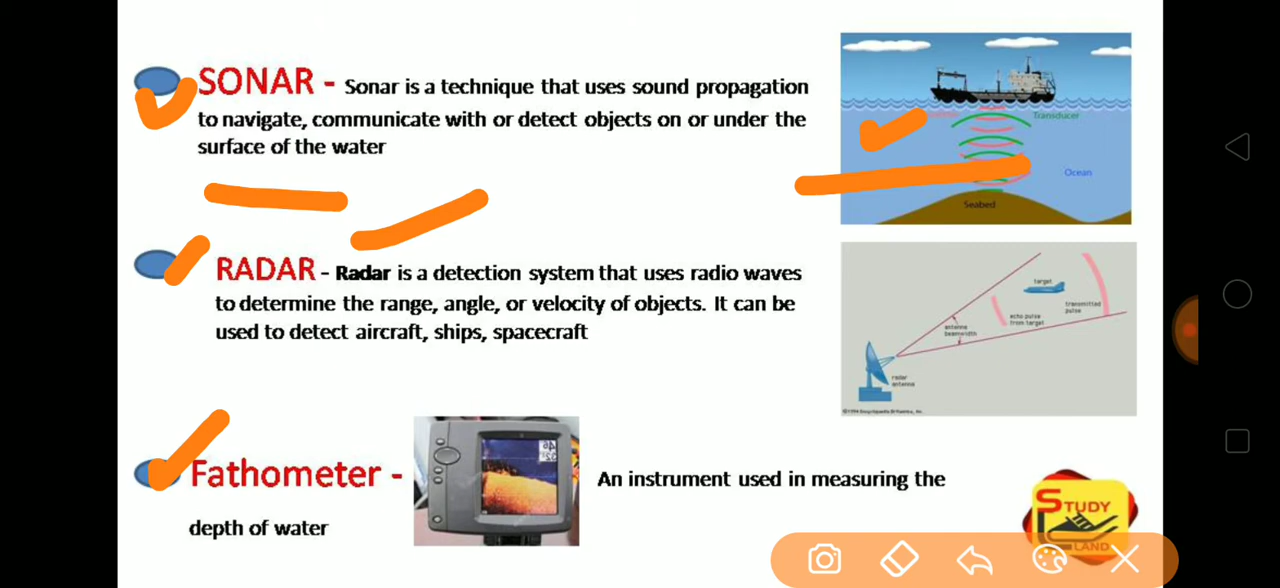 SONAR - Sonar is a technique that uses sound propagation
to navigate, communicate with or detect objects on or under the
surface of the water
Transducer
Ocean
Seabed
RADAR - Radar is a detection system that uses radio waves
to determine the range, angle, or velocity of objects. It can be
used to detect aircraft, ships, spacecraft
target
transmitted
pulse
echo pulse
from target
antenna
beamwidth
radar
antenna
©1994 Encyclopaedia Britannica, Inc.
Fathometer -
An instrument used in measuring the
depth of water
STUDY
LAND